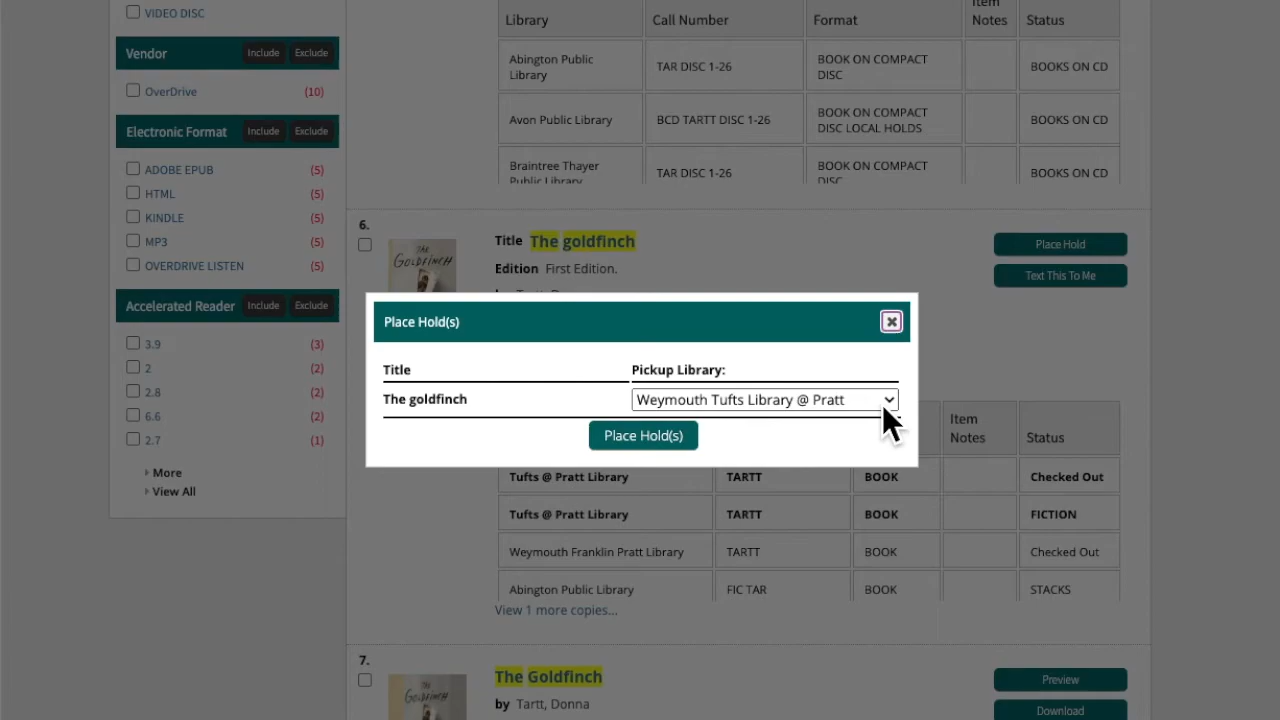 VIDEO DISC
Vendor Include Exclude
OverDrive (10)
Electronic Format Include Exclude
ADOBE EPUB (5)
HTML (5)
KINDLE (5)
MP3 (5)
OVERDRIVE LISTEN (5)
Accelerated Reader Include Exclude
3.9 (3)
2 (2)
2.8 (2)
6.6 (2)
2.7 (1)
More
View All
Library Call Number Format Item Notes Status
Abington Public Library TAR DISC 1-26 BOOK ON COMPACT DISC BOOKS ON CD
Avon Public Library BCD TARTT DISC 1-26 BOOK ON COMPACT DISC LOCAL HOLDS BOOKS ON CD
Braintree Thayer Public Library TAR DISC 1-26 BOOK ON COMPACT DISC BOOKS ON CD
6.
THE GOLDFINCH
Title The goldfinch
Edition First Edition.
Place Hold
Text This To Me
Place Hold(s)
Title Pickup Library:
The goldfinch Weymouth Tufts Library @ Pratt
Place Hold(s)
Item Notes Status
Tufts @ Pratt Library TARTT BOOK Checked Out
Tufts @ Pratt Library TARTT BOOK FICTION
Weymouth Franklin Pratt Library TARTT BOOK Checked Out
Abington Public Library FIC TAR BOOK STACKS
View 1 more copies...
7.
THE GOLDFINCH
The Goldfinch
by Tartt, Donna
Preview
Download